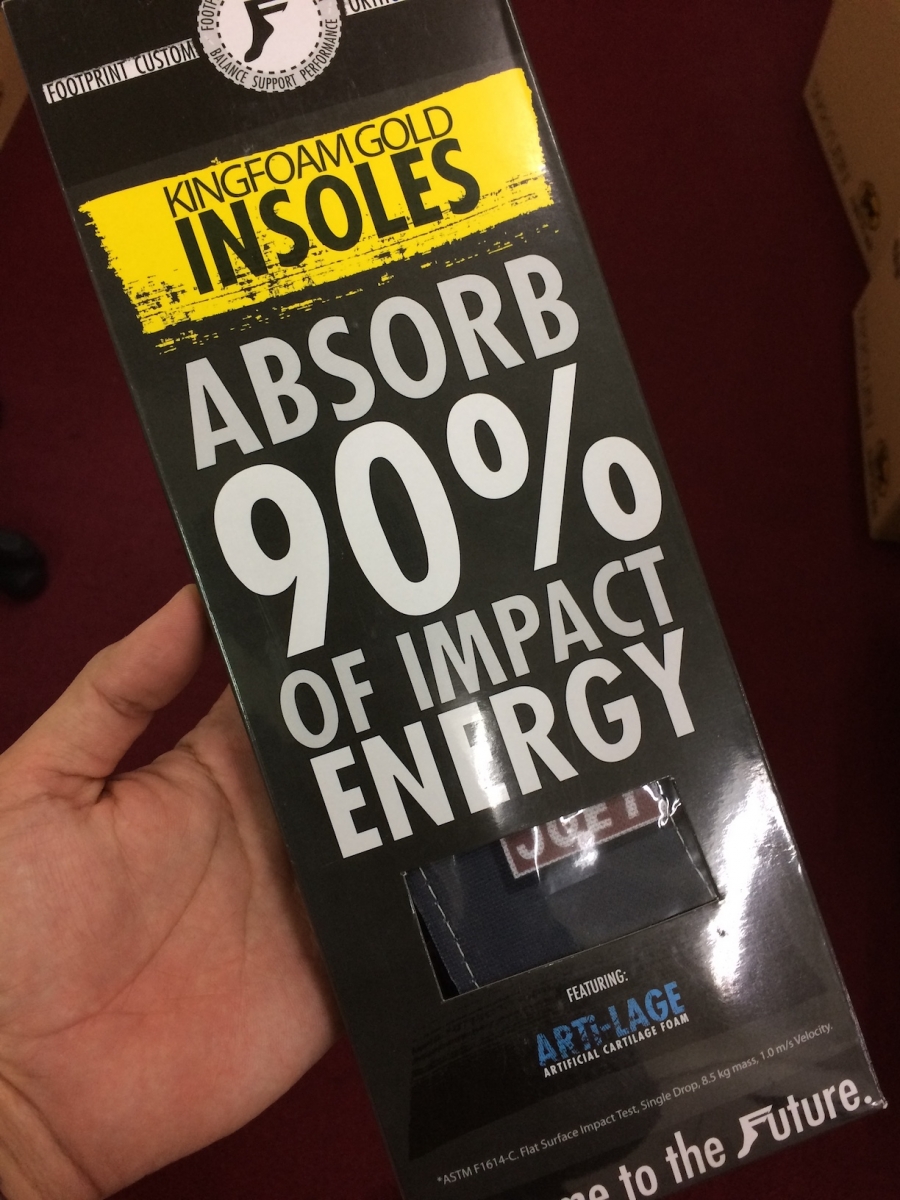 FOOTPRINT CUSTOM
BALANCE SUPPORT PERFORMANCE
KINGFOAM GOLD
INSOLES
ABSORB
90%
OF IMPACT
ENERGY
FEATURING:
ARTi-LAGE
ARTIFICIAL CARTILAGE FOAM
*ASTM F1614-C. Flat Surface Impact Test, Single Drop, 8.5 kg mass, 1.0 m/s Velocity.
to the Future.